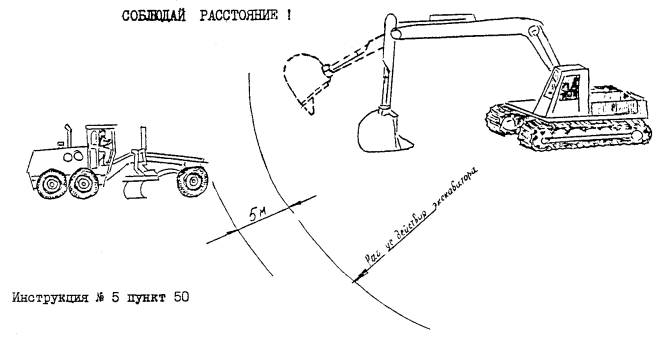 СОБЛЮДАЙ РАССТОЯНИЕ !
5м
Радиус действия экскаватора
Инструкция № 5 пункт 50